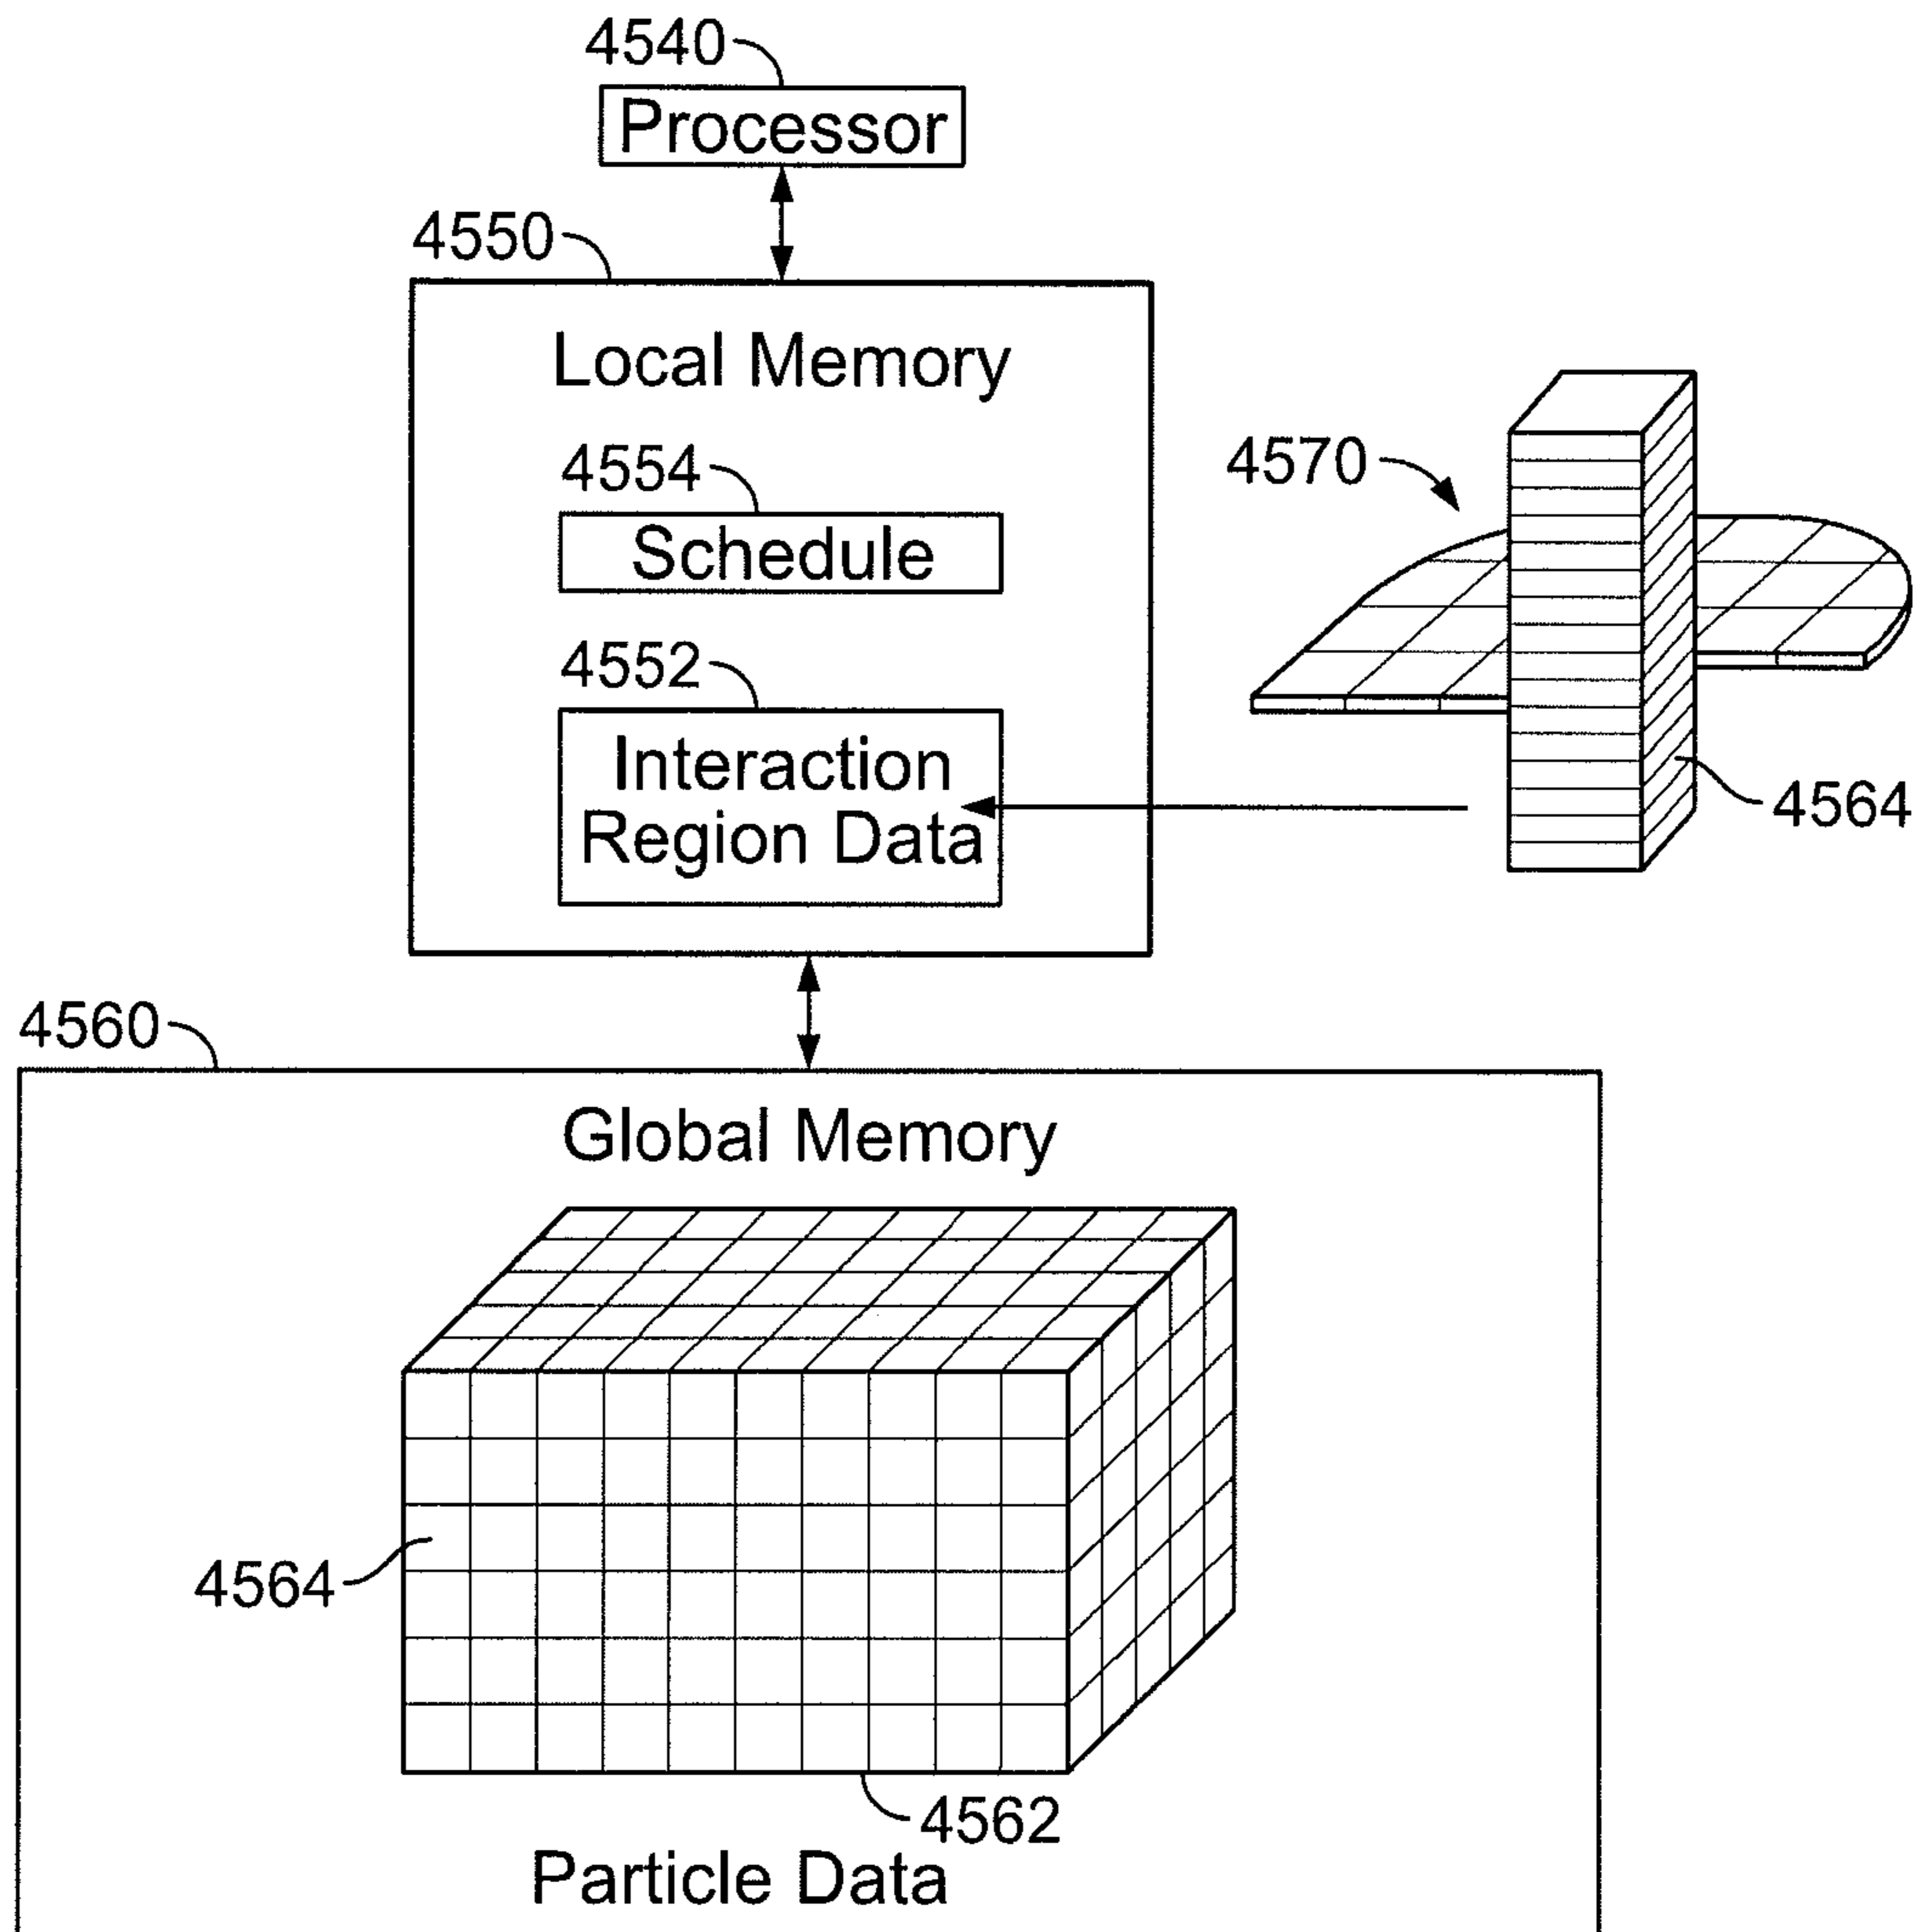 4540
Processor
4550
Local Memory
4554
Schedule
4570
4552
Interaction
Region Data
4564
4560
Global Memory
4564
4562
Particle Data